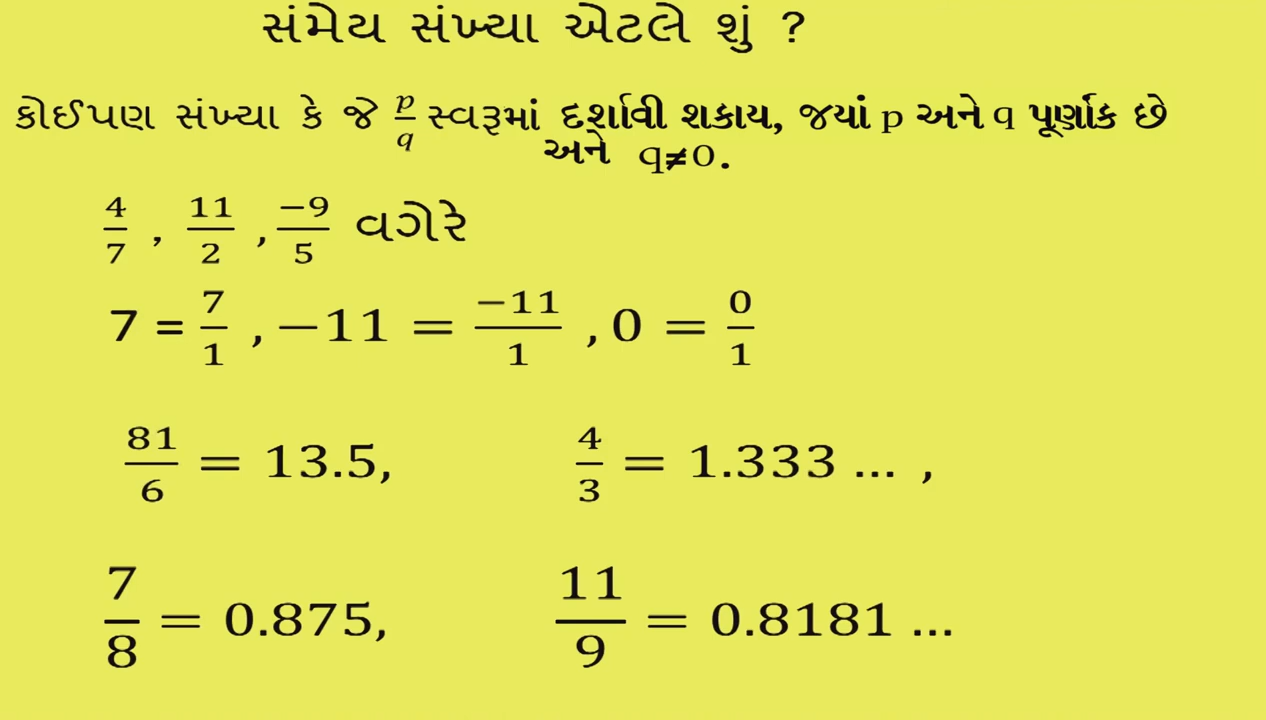 સંમેય સંખ્યા એટલે શું ?
કોઈપણ સંખ્યા કે જે p/q સ્વરૂમાં દર્શાવી શકાય, જયાં p અને q પૂર્ણાંક છે
અને q≠0.
4/7 , 11/2 , −9/5 વગેરે
7 = 7/1 , −11 = −11/1 , 0 = 0/1
81/6 = 13.5, 4/3 = 1.333 ... ,
7/8 = 0.875, 11/9 = 0.8181 ...